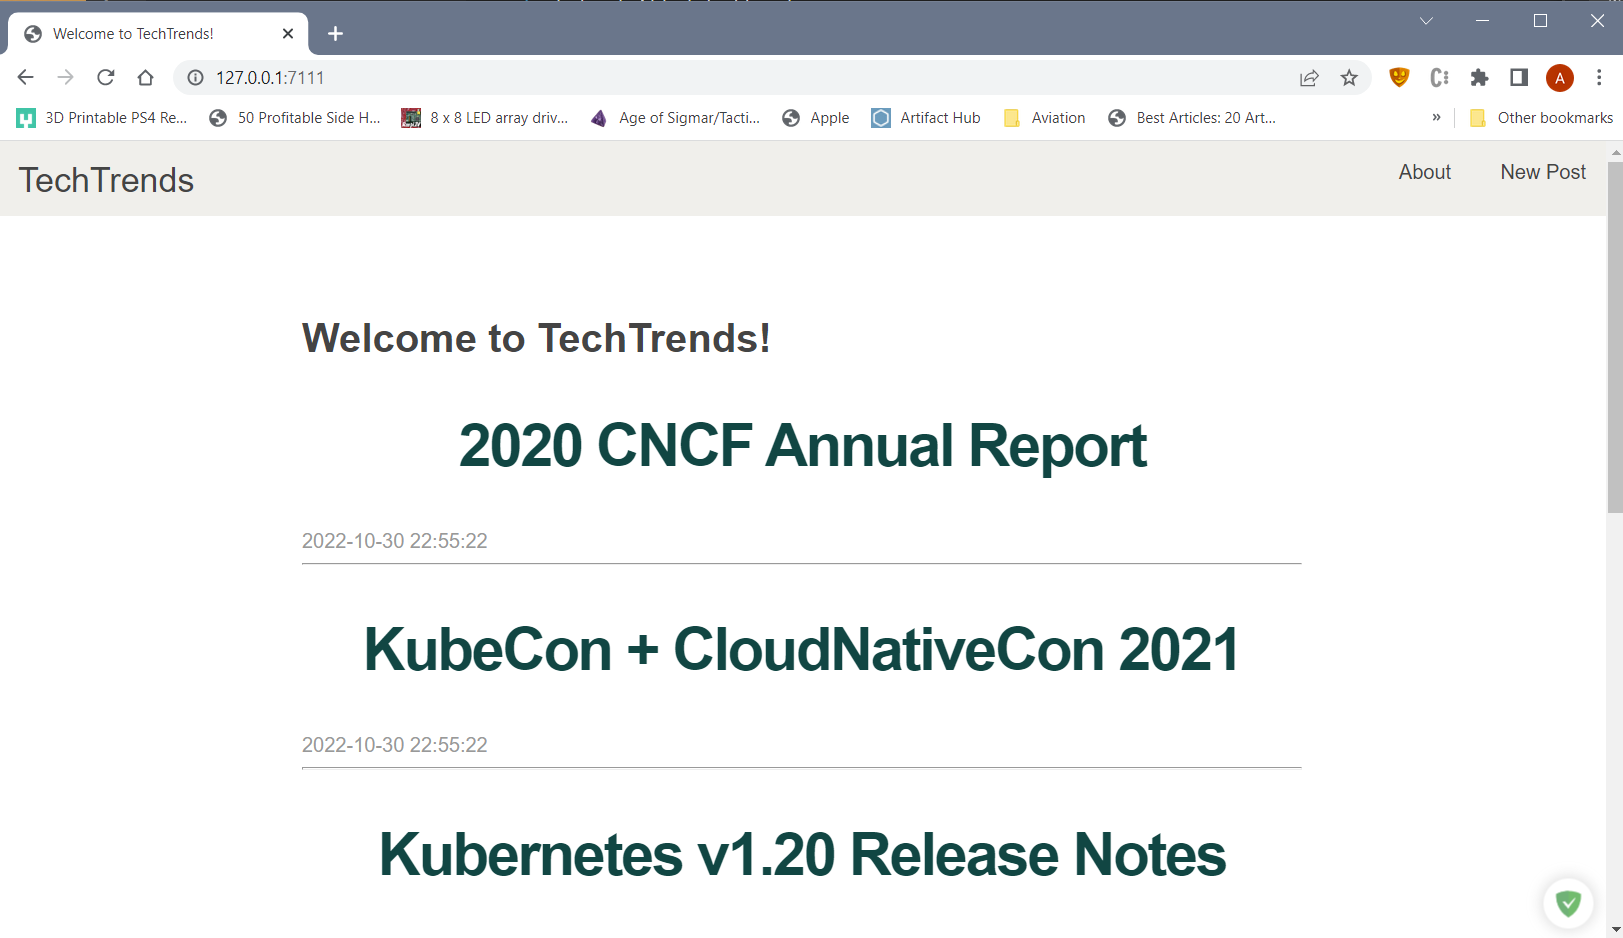 Welcome to TechTrends!
127.0.0.1:7111
A
3D Printable PS4 Re... 50 Profitable Side H... 8 x 8 LED array driv... Age of Sigmar/Tacti... Apple Artifact Hub Aviation Best Articles: 20 Art... » Other bookmarks
TechTrends About New Post
Welcome to TechTrends!
2020 CNCF Annual Report
2022-10-30 22:55:22
KubeCon + CloudNativeCon 2021
2022-10-30 22:55:22
Kubernetes v1.20 Release Notes